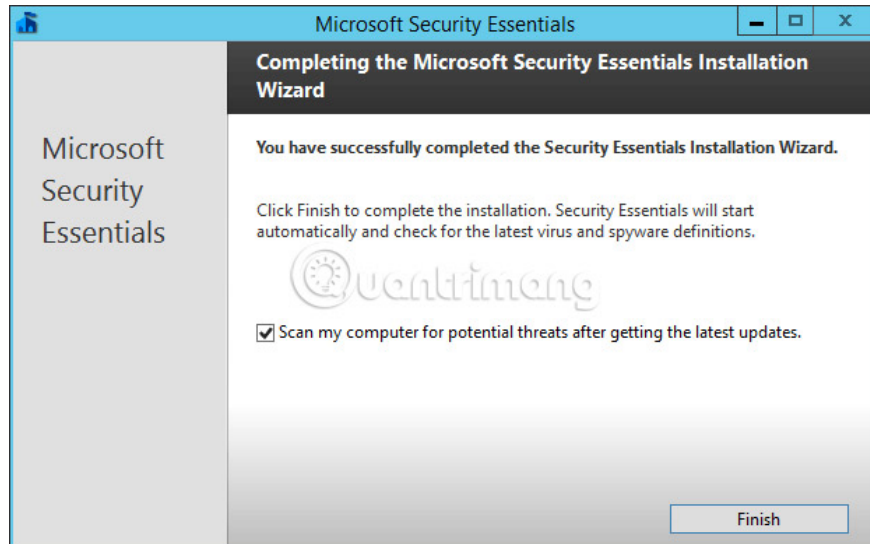 Microsoft Security Essentials
Completing the Microsoft Security Essentials Installation
Wizard
Microsoft
Security
Essentials
You have successfully completed the Security Essentials Installation Wizard.
Click Finish to complete the installation. Security Essentials will start
automatically and check for the latest virus and spyware definitions.
Quantrimang
Scan my computer for potential threats after getting the latest updates.
Finish